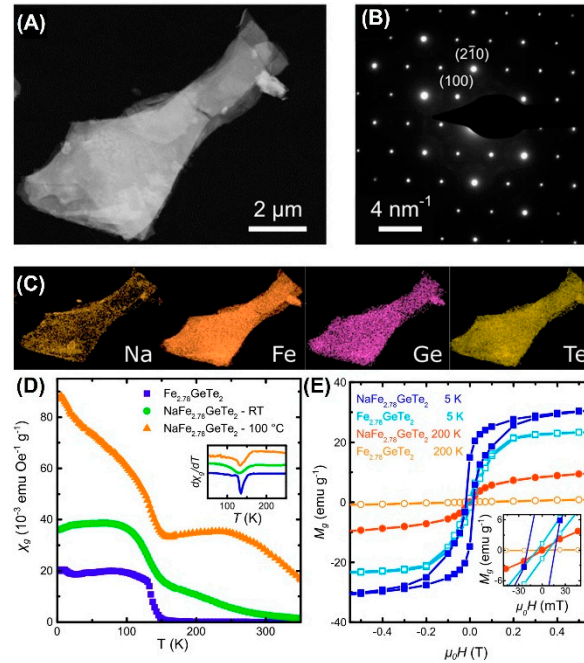 (A)
2 μm
(B)
(2-10)
(100)
4 nm⁻¹
(C)
Na
Fe
Ge
Te
(D)
χg (10⁻³ emu Oe⁻¹ g⁻¹)
80
60
40
20
0
0 100 200 300
T (K)
Fe₂.₇₈GeTe₂
NaFe₂.₇₈GeTe₂ - RT
NaFe₂.₇₈GeTe₂ - 100 °C
dχg/dT
100 200
T (K)
(E)
Mg (emu g⁻¹)
40
20
0
-20
-40
-0.4 -0.2 0.0 0.2 0.4
μ₀H (T)
NaFe₂.₇₈GeTe₂ 5 K
Fe₂.₇₈GeTe₂ 5 K
NaFe₂.₇₈GeTe₂ 200 K
Fe₂.₇₈GeTe₂ 200 K
Mg (emu g⁻¹)
6
3
0
-3
-6
-30 0 30
μ₀H (mT)